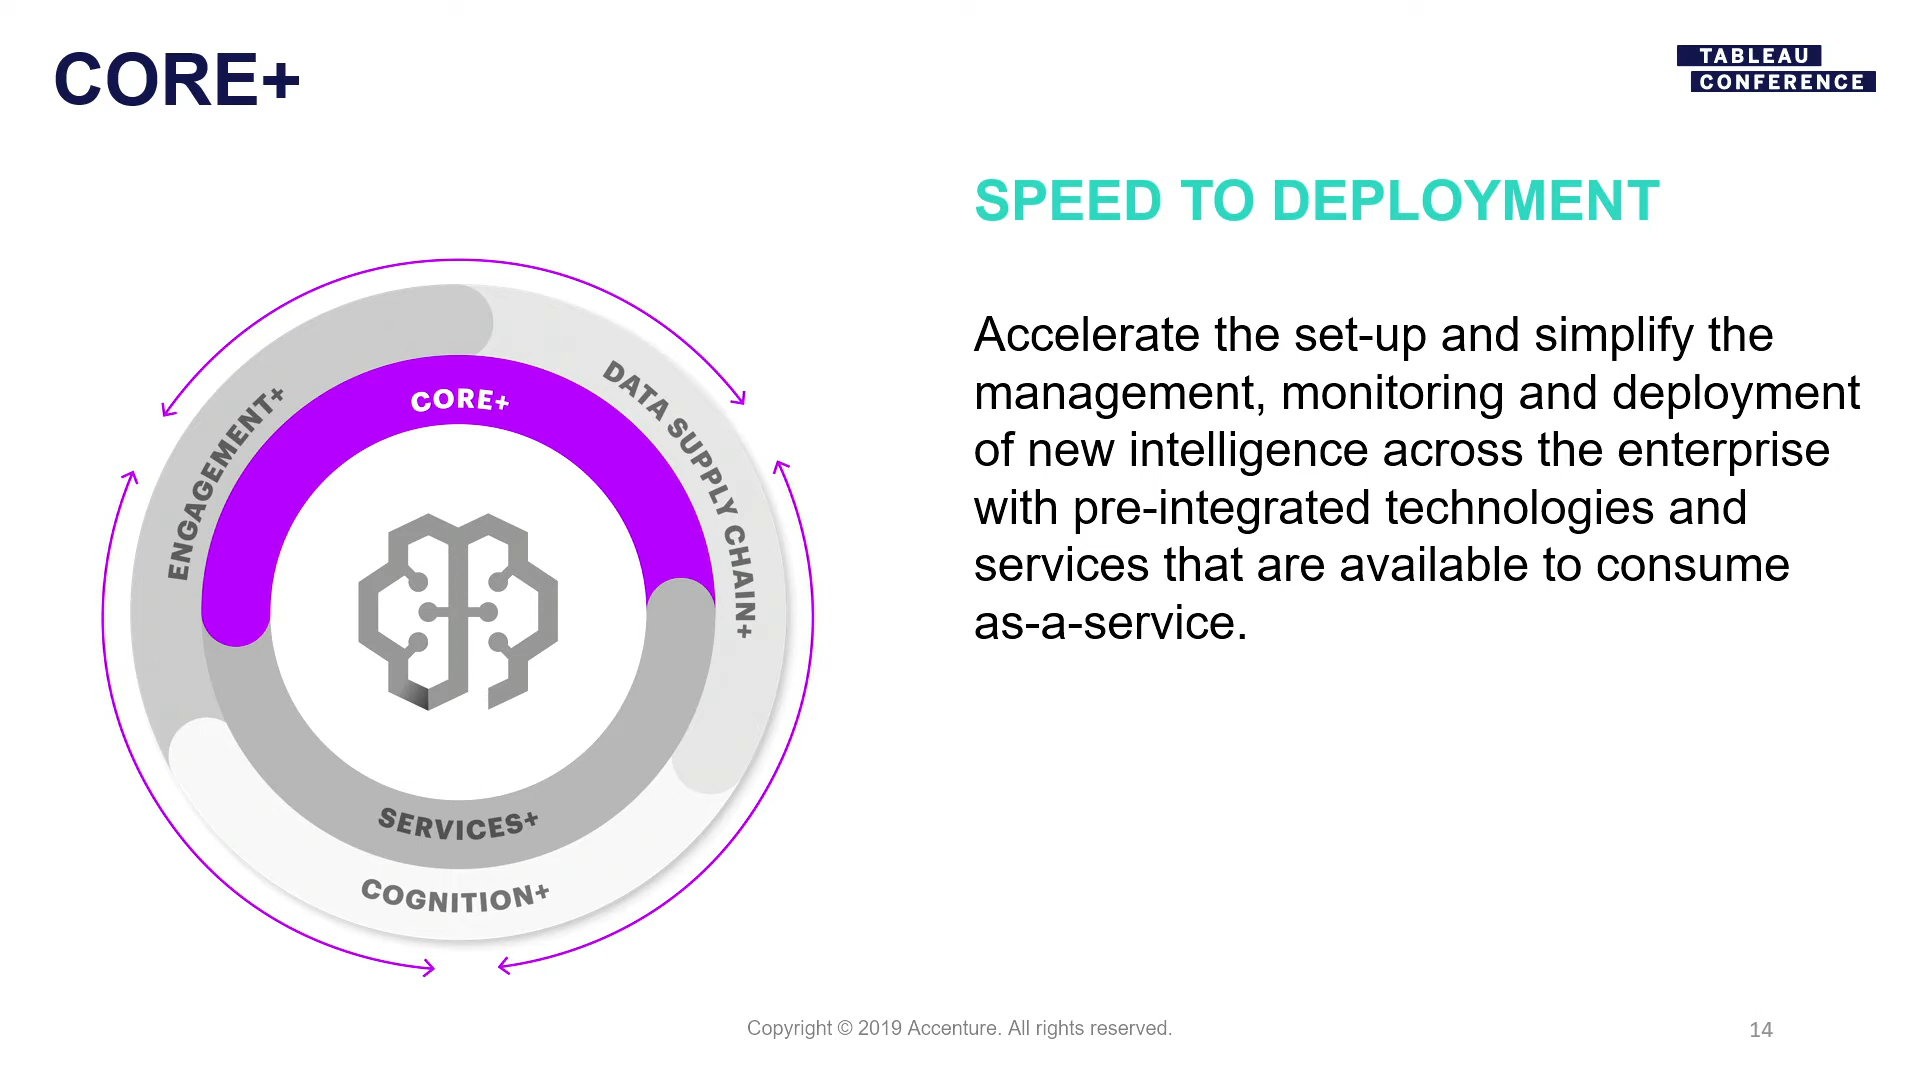 CORE+
TABLEAU
CONFERENCE
SPEED TO DEPLOYMENT
Accelerate the set-up and simplify the
management, monitoring and deployment
of new intelligence across the enterprise
with pre-integrated technologies and
services that are available to consume
as-a-service.
ENGAGEMENT+
CORE+
DATA SUPPLY CHAIN+
SERVICES+
COGNITION+
Copyright © 2019 Accenture. All rights reserved.
14